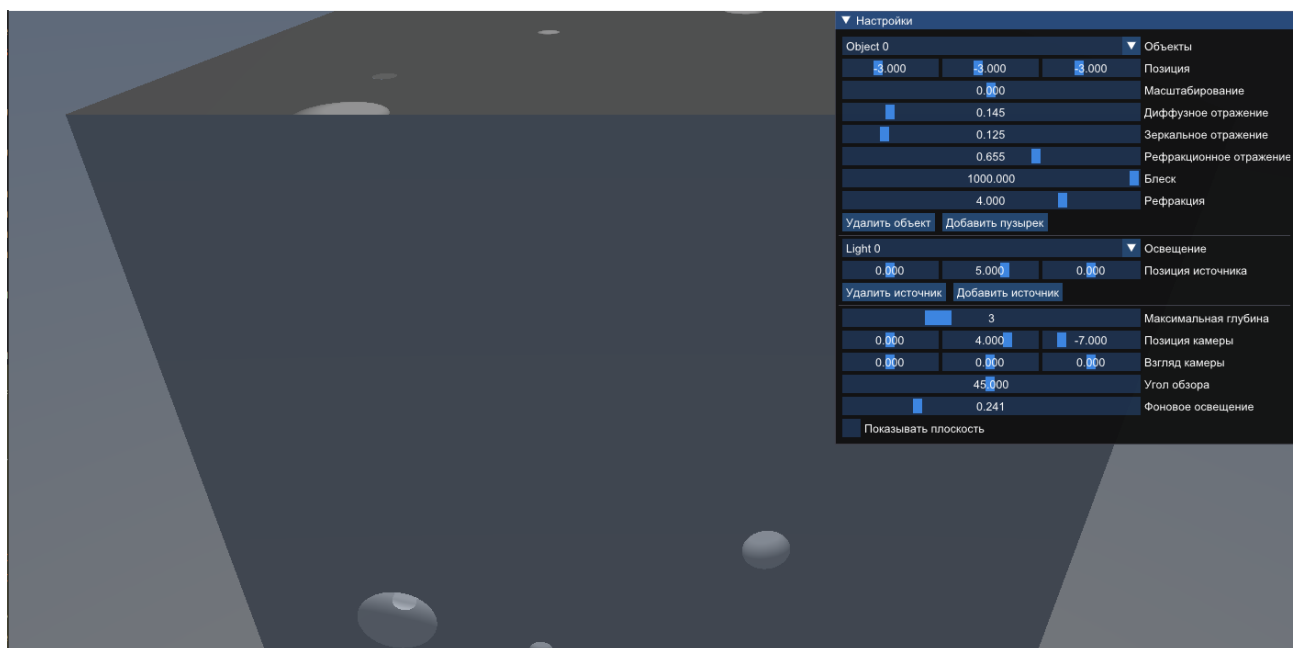 Настройки
Object 0 Объекты
-3.000 -3.000 -3.000 Позиция
0.000 Масштабирование
0.145 Диффузное отражение
0.125 Зеркальное отражение
0.655 Рефракционное отражение
1000.000 Блеск
4.000 Рефракция
Удалить объект Добавить пузырек
Light 0 Освещение
0.000 5.000 0.000 Позиция источника
Удалить источник Добавить источник
3 Максимальная глубина
0.000 4.000 -7.000 Позиция камеры
0.000 0.000 0.000 Взгляд камеры
45.000 Угол обзора
0.241 Фоновое освещение
Показывать плоскость